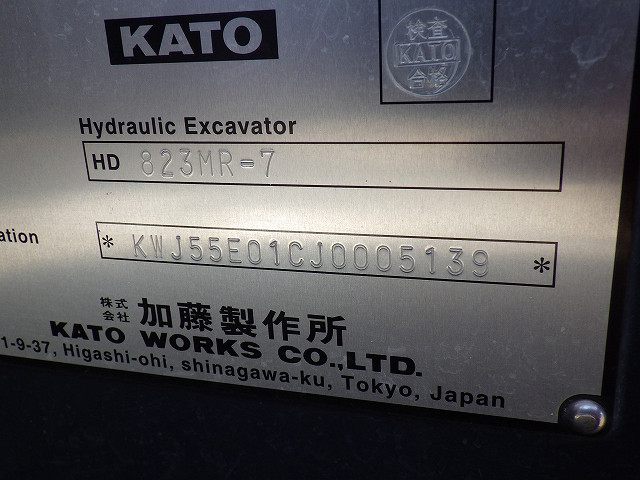 KATO
検査
KATO
合格
Hydraulic Excavator
HD 823MR-7
* KWJ55E01CJ0005139 *
株式会社 加藤製作所
KATO WORKS CO.,LTD.
1-9-37, Higashi-ohi, shinagawa-ku, Tokyo, Japan